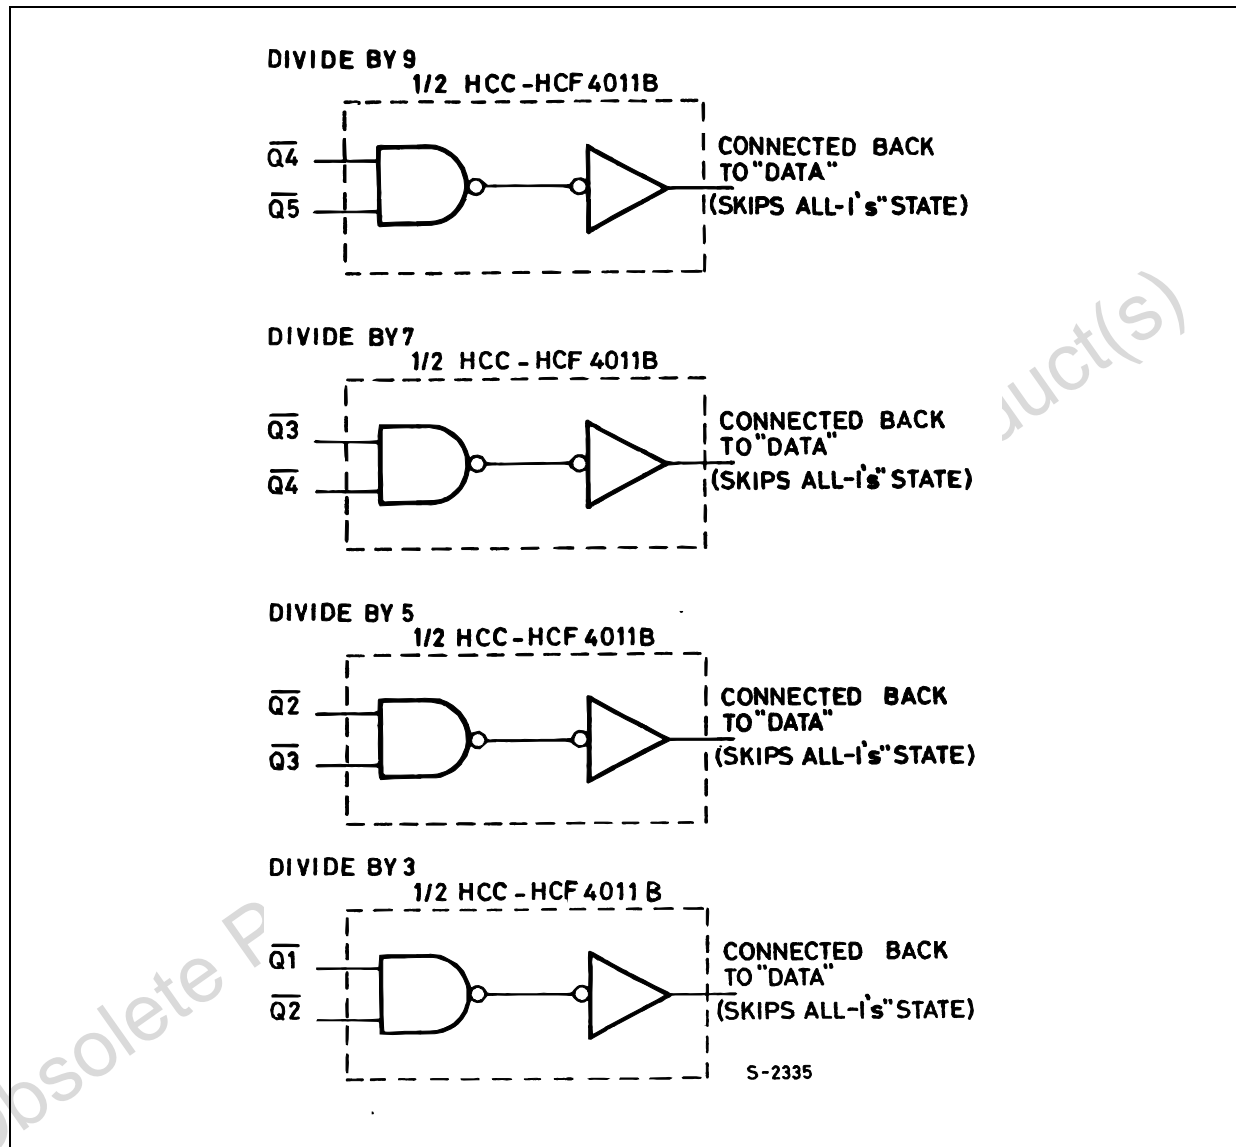 DIVIDE BY 9
1/2 HCC-HCF 4011B
Q4
Q5
CONNECTED BACK
TO "DATA"
(SKIPS ALL-1's" STATE)
DIVIDE BY 7
1/2 HCC-HCF 4011B
Q3
Q4
CONNECTED BACK
TO "DATA"
(SKIPS ALL-1's" STATE)
DIVIDE BY 5
1/2 HCC-HCF 4011B
Q2
Q3
CONNECTED BACK
TO "DATA"
(SKIPS ALL-1's" STATE)
DIVIDE BY 3
1/2 HCC-HCF 4011B
Q1
Q2
CONNECTED BACK
TO "DATA"
(SKIPS ALL-1's" STATE)
S-2335